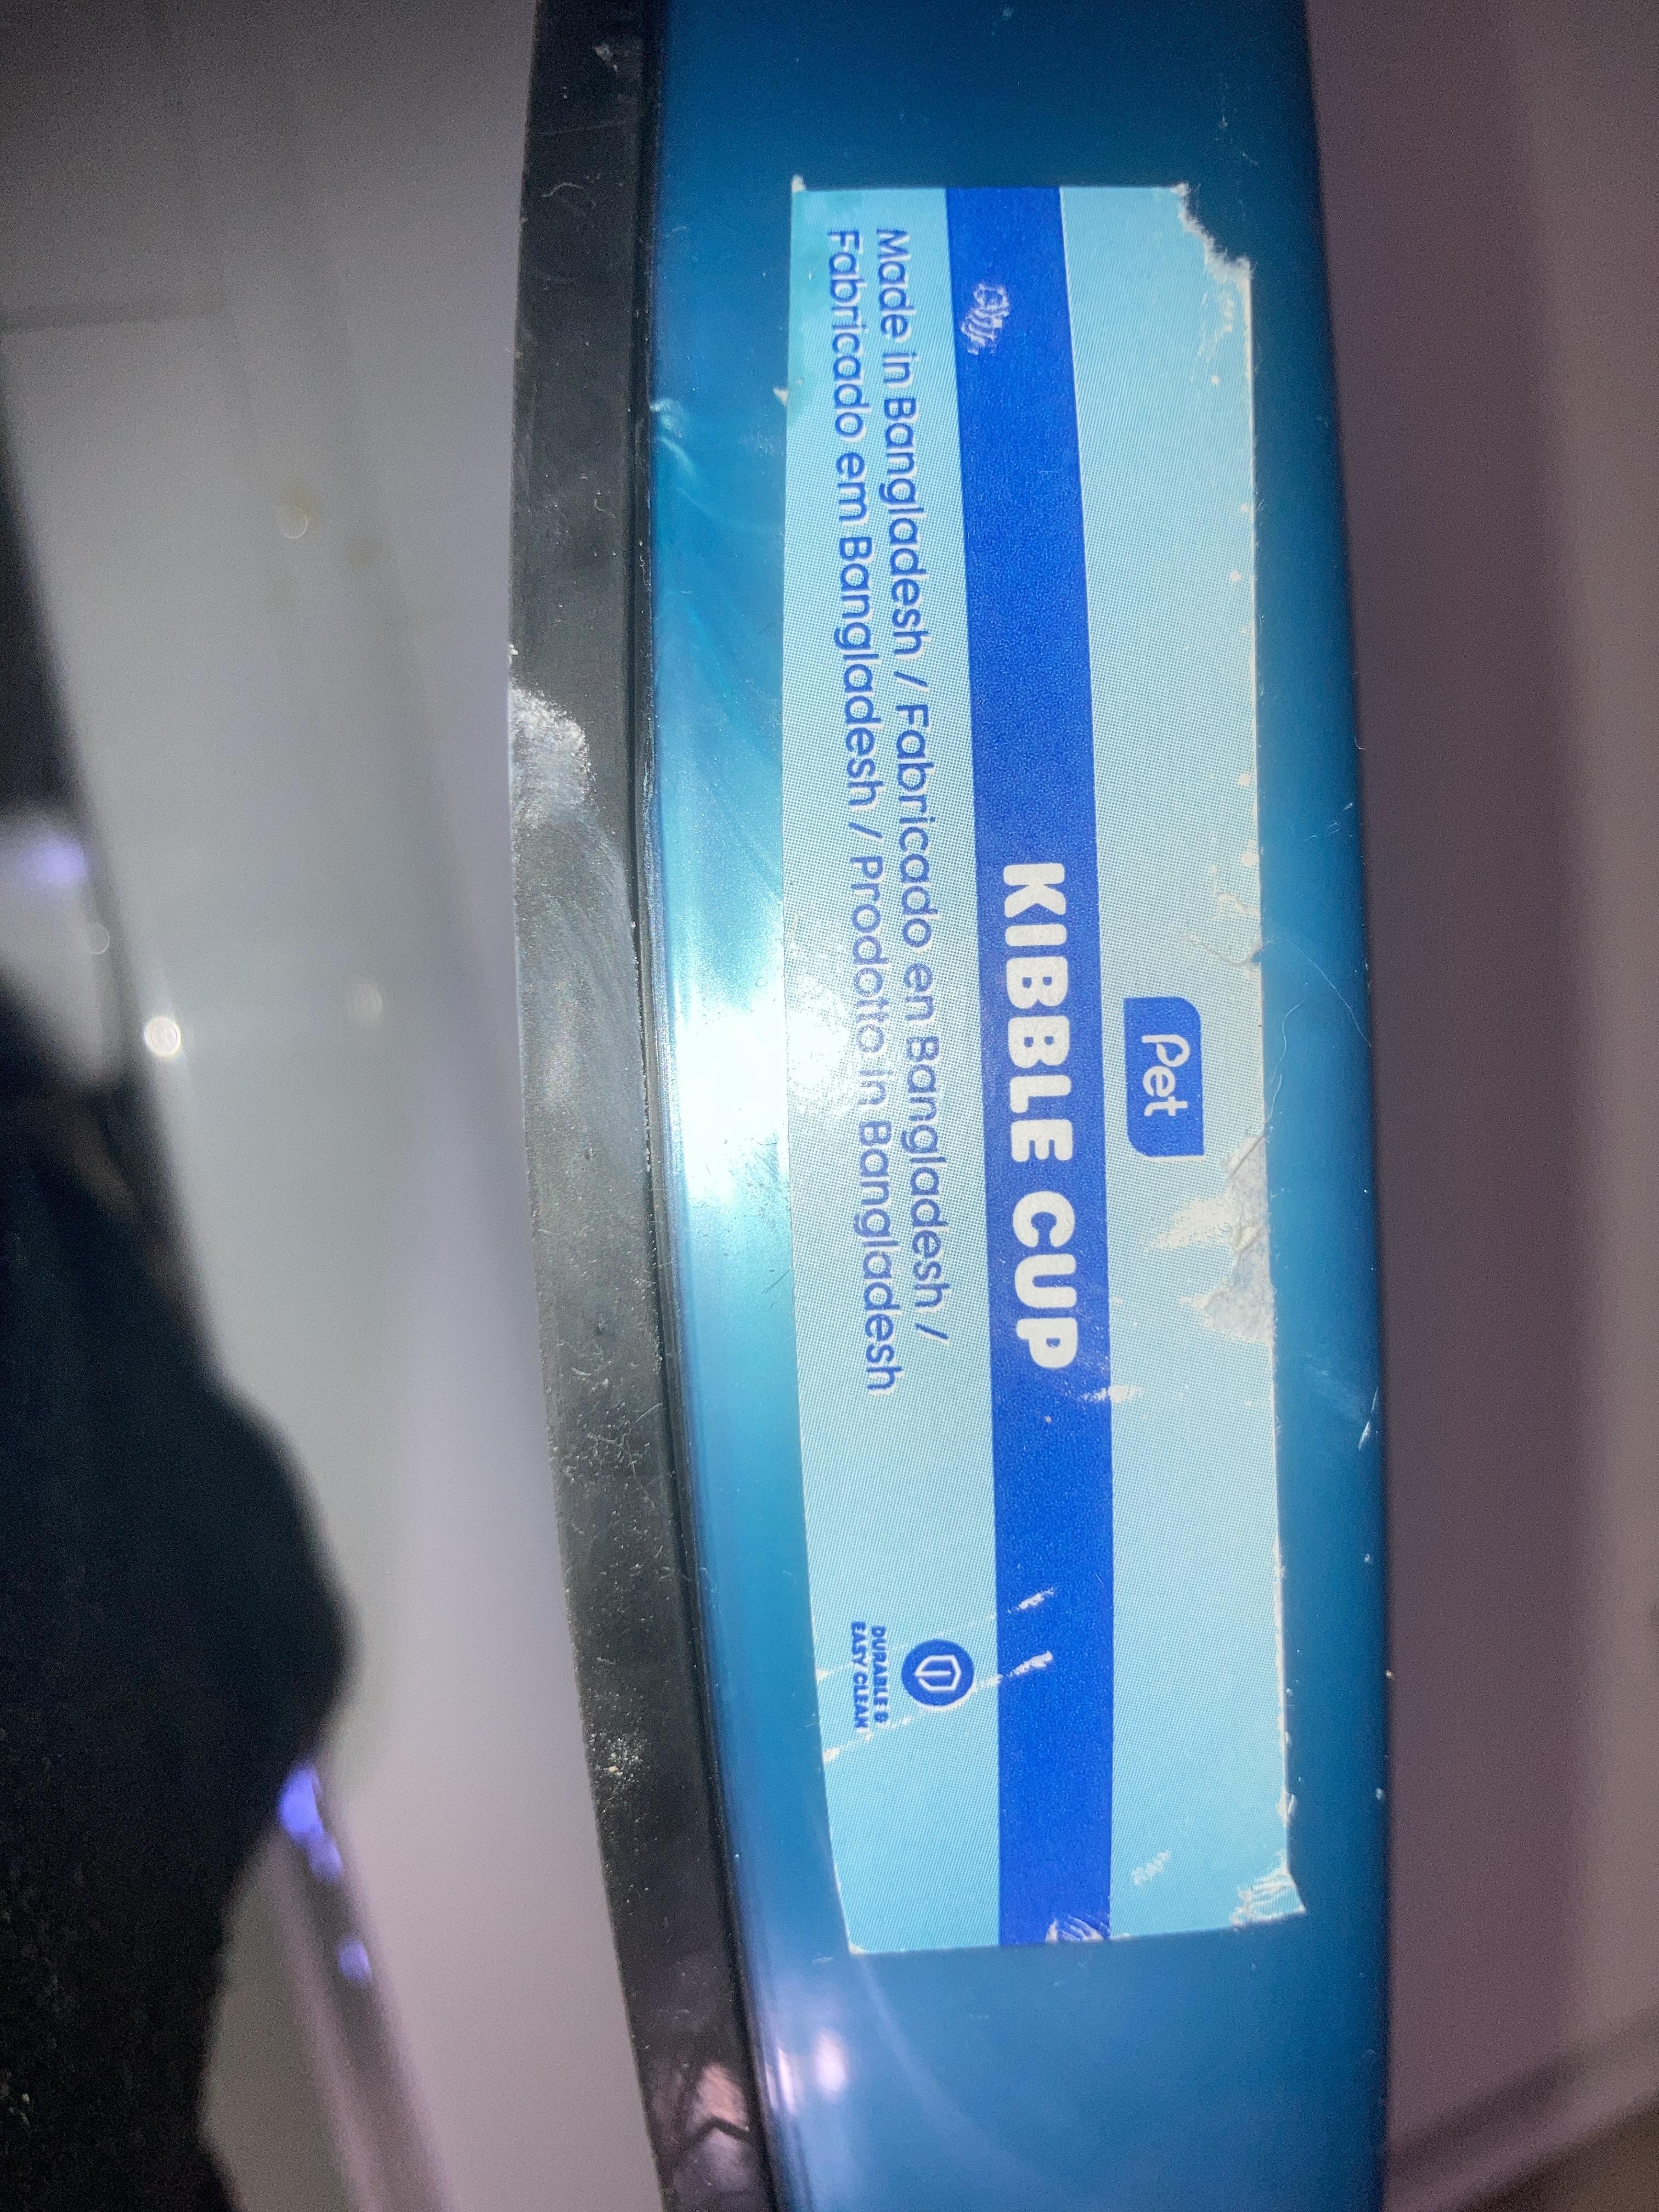 Pet
KIBBLE CUP
Made in Bangladesh / Fabricado en Bangladesh /
Fabricado em Bangladesh / Prodotto in Bangladesh
DURABLE &
EASY CLEAN